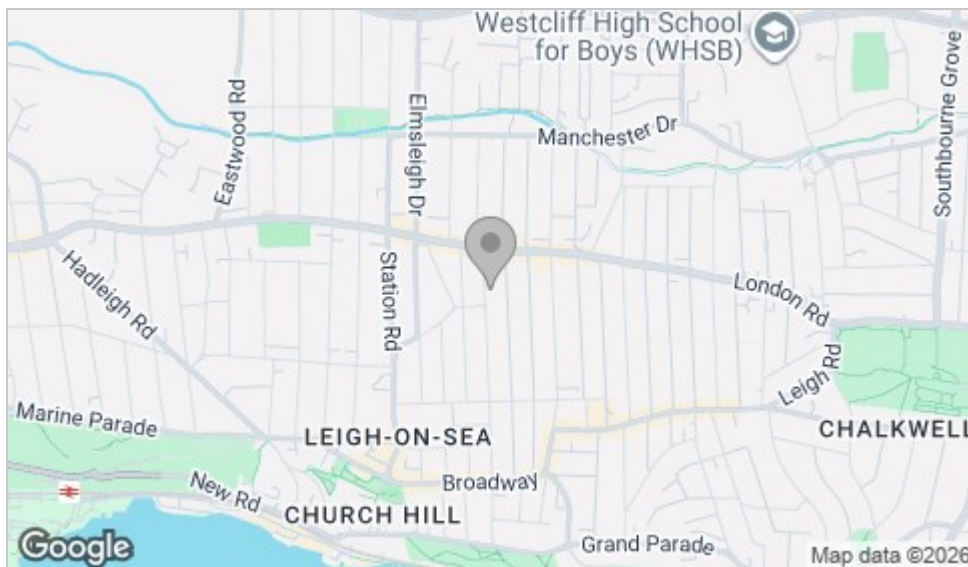 Westcliff High School
for Boys (WHSB)
Elmsleigh Dr
Eastwood Rd
Manchester Dr
Southbourne Grove
Hadleigh Rd
Station Rd
London Rd
Leigh Rd
Marine Parade
LEIGH-ON-SEA
CHALKWELL
Broadway
New Rd
CHURCH HILL
Grand Parade
Google
Map data ©2026